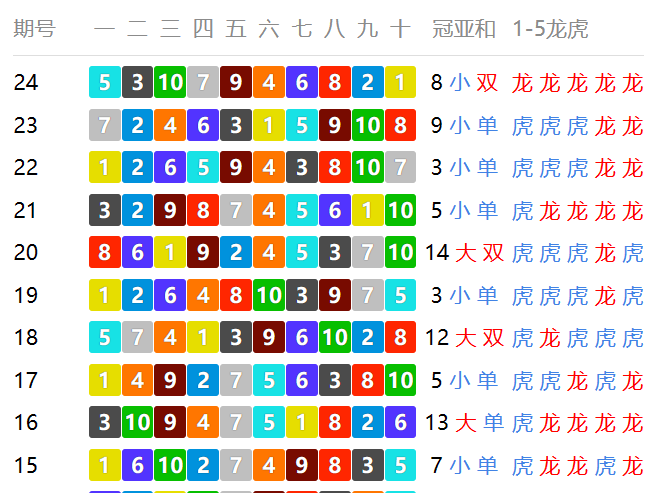 期号 一 二 三 四 五 六 七 八 九 十 冠亚和 1-5龙虎
24 5 3 10 7 9 4 6 8 2 1 8 小 双 龙 龙 龙 龙 龙
23 7 2 4 6 3 1 5 9 10 8 9 小 单 虎 虎 虎 龙 龙
22 1 2 6 5 9 4 3 8 10 7 3 小 单 虎 虎 虎 龙 龙
21 3 2 9 8 7 4 5 6 1 10 5 小 单 虎 龙 龙 龙 龙
20 8 6 1 9 2 4 5 3 7 10 14 大 双 虎 虎 虎 龙 虎
19 1 2 6 4 8 10 3 9 7 5 3 小 单 虎 虎 虎 龙 虎
18 5 7 4 1 3 9 6 10 2 8 12 大 双 虎 龙 虎 虎 虎
17 1 4 9 2 7 5 6 3 8 10 5 小 单 虎 虎 龙 虎 龙
16 3 10 9 4 7 5 1 8 2 6 13 大 单 虎 龙 龙 龙 龙
15 1 6 10 2 7 4 9 8 3 5 7 小 单 虎 龙 龙 虎 龙